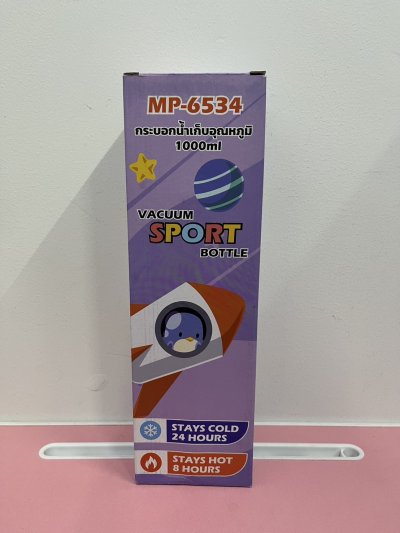 MP-6534
กระบอกน้ำเก็บอุณหภูมิ
1000ml
VACUUM
SPORT
BOTTLE
STAYS COLD
24 HOURS
STAYS HOT
8 HOURS